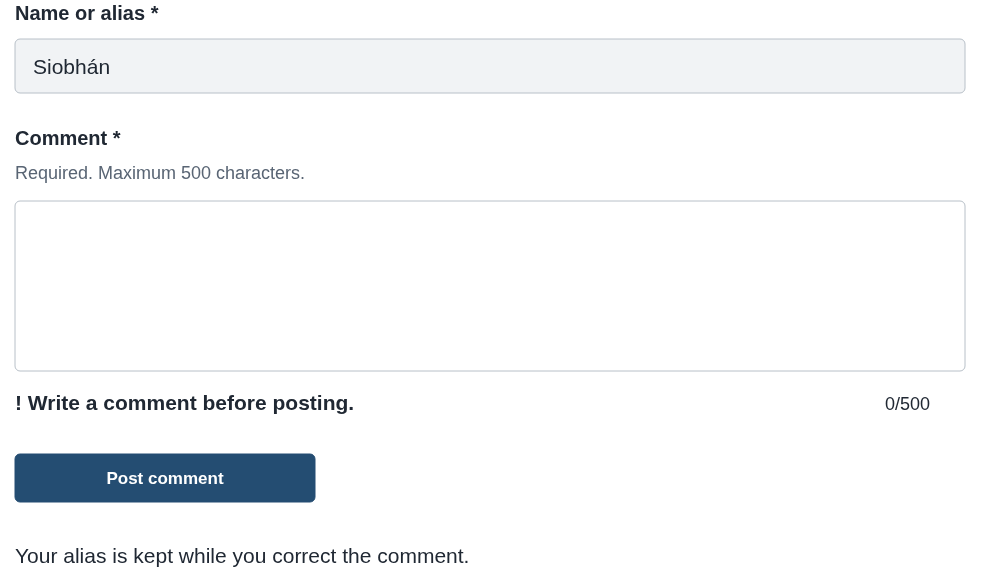 Name or alias *
Siobhán
Comment *
Required. Maximum 500 characters.
! Write a comment before posting.
0/500
Post comment
Your alias is kept while you correct the comment.